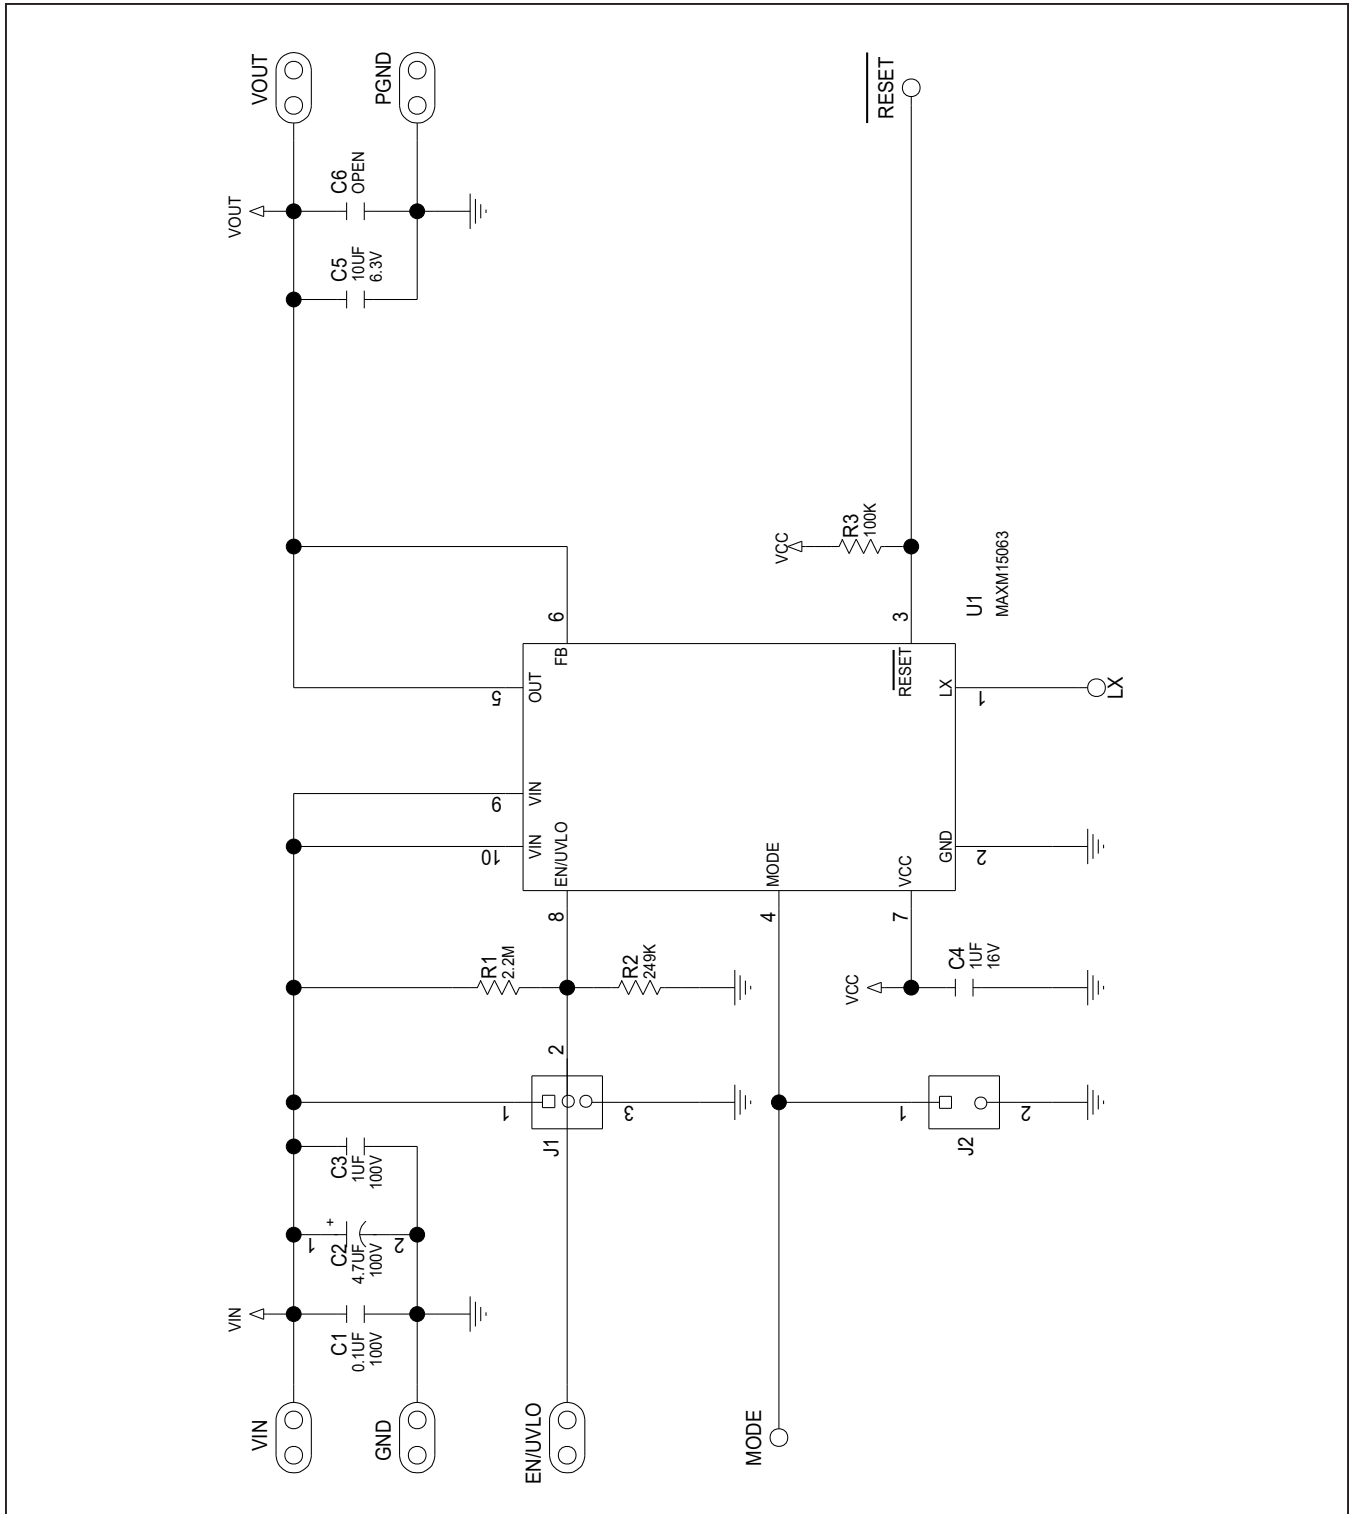 VIN
GND
EN/UVLO
MODE
VIN
C1
0.1UF
100V
1
+
C2
4.7UF
100V
2
C3
1UF
100V
1
J1
2
3
1
J2
2
R1
2.2M
R2
249K
VCC
C4
1UF
16V
8
4
7
10
9
5
6
3
2
1
VIN
VIN
OUT
EN/UVLO
FB
MODE
VCC
GND
LX
RESET
U1
MAXM15063
LX
VCC
R3
100K
C5
10UF
6.3V
VOUT
C6
OPEN
VOUT
PGND
RESET